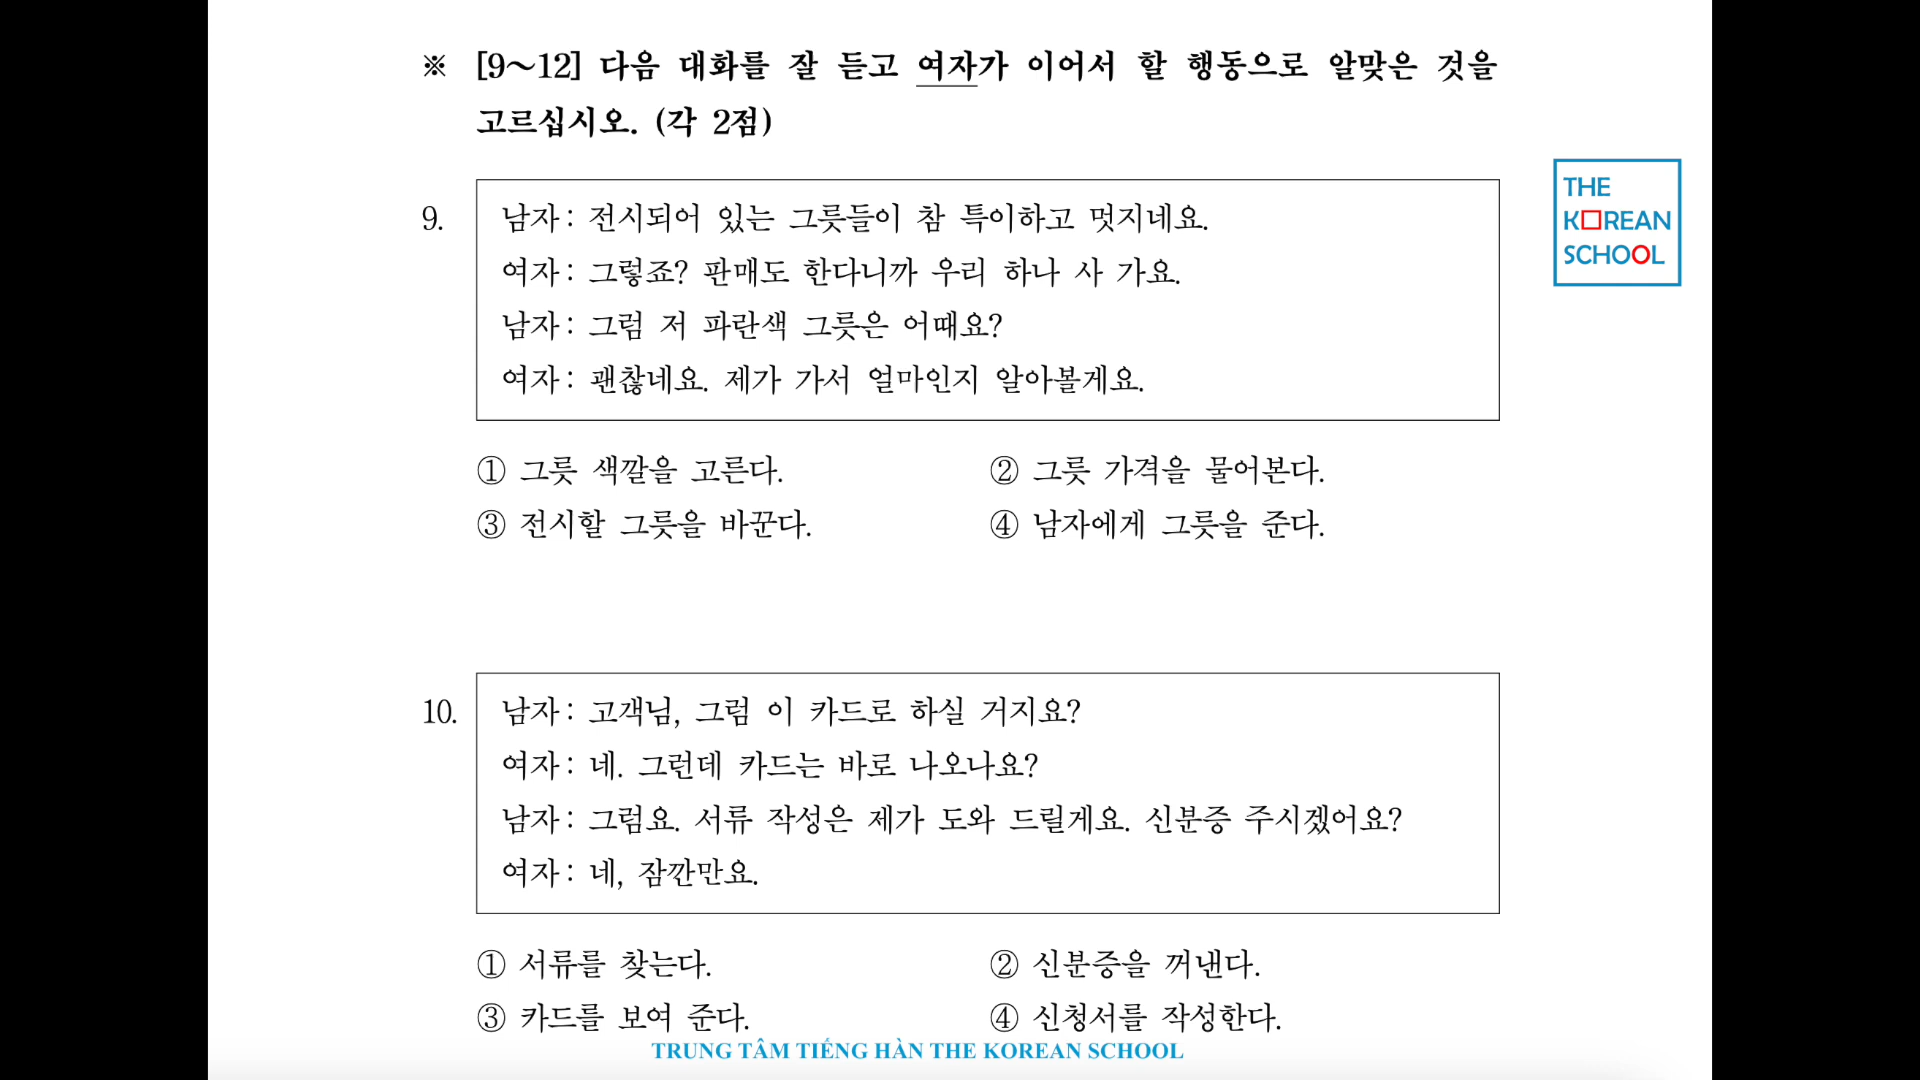 ※ [9～12] 다음 대화를 잘 듣고 여자가 이어서 할 행동으로 알맞은 것을
고르십시오. (각 2점)
THE
KOREAN
SCHOOL
9.
남자 : 전시되어 있는 그릇들이 참 특이하고 멋지네요.
여자 : 그렇죠? 판매도 한다니까 우리 하나 사 가요.
남자 : 그럼 저 파란색 그릇은 어때요?
여자 : 괜찮네요. 제가 가서 얼마인지 알아볼게요.
① 그릇 색깔을 고른다. ② 그릇 가격을 물어본다.
③ 전시할 그릇을 바꾼다. ④ 남자에게 그릇을 준다.
10.
남자 : 고객님, 그럼 이 카드로 하실 거지요?
여자 : 네. 그런데 카드는 바로 나오나요?
남자 : 그럼요. 서류 작성은 제가 도와 드릴게요. 신분증 주시겠어요?
여자 : 네, 잠깐만요.
① 서류를 찾는다. ② 신분증을 꺼낸다.
③ 카드를 보여 준다. ④ 신청서를 작성한다.
TRUNG TÂM TIẾNG HÀN THE KOREAN SCHOOL